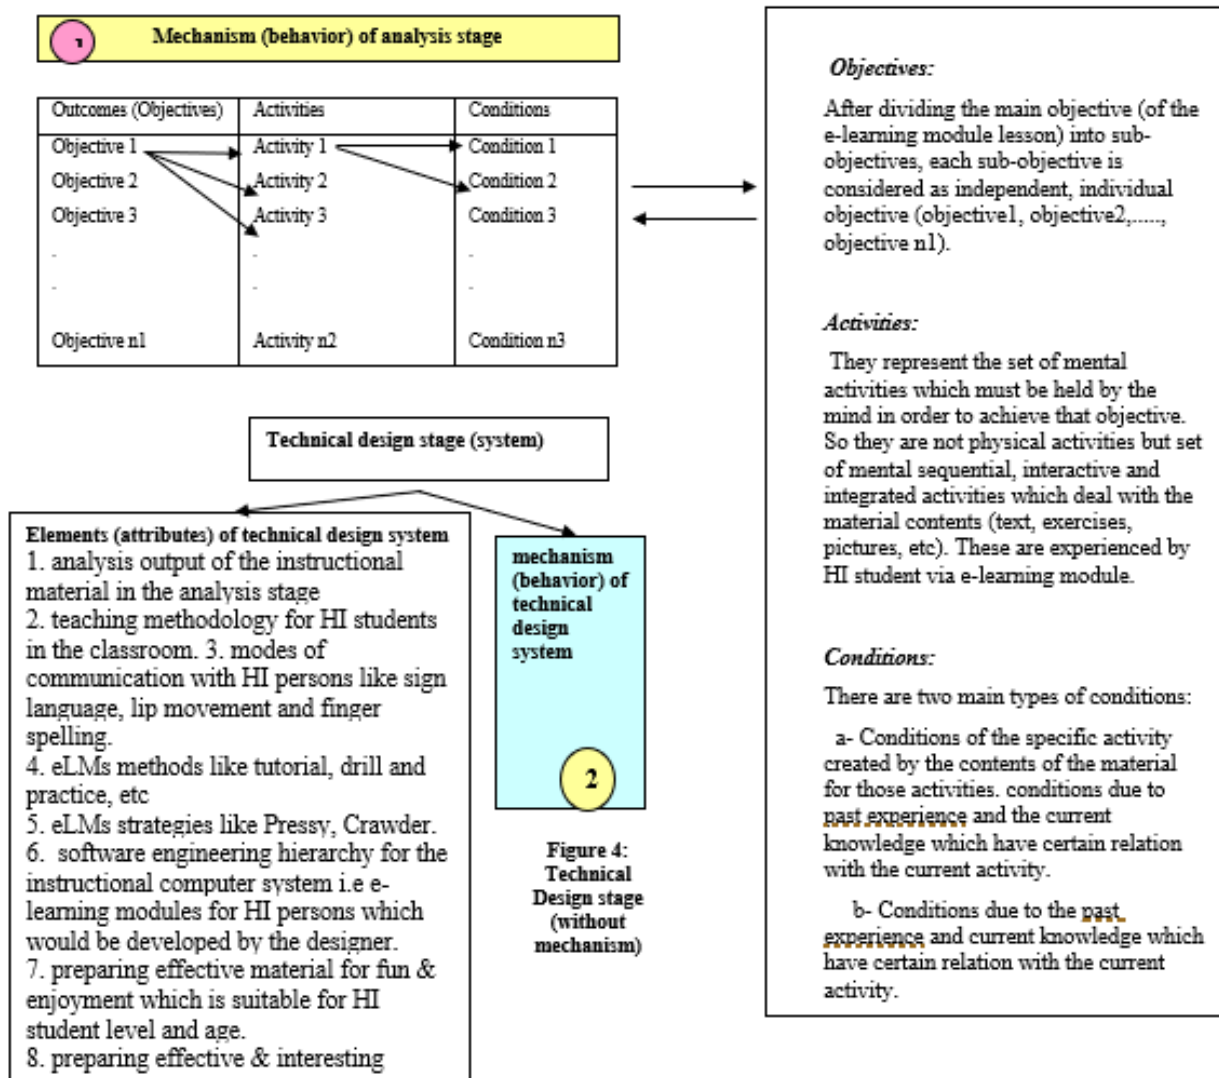 1
Mechanism (behavior) of analysis stage
Outcomes (Objectives) Activities Conditions
Objective 1 Activity 1 Condition 1
Objective 2 Activity 2 Condition 2
Objective 3 Activity 3 Condition 3
. . .
. . .
Objective n1 Activity n2 Condition n3
Objectives:
After dividing the main objective (of the
e-learning module lesson) into sub-
objectives, each sub-objective is
considered as independent, individual
objective (objective1, objective2,.....,
objective n1).
Activities:
They represent the set of mental
activities which must be held by the
mind in order to achieve that objective.
So they are not physical activities but set
of mental sequential, interactive and
integrated activities which deal with the
material contents (text, exercises,
pictures, etc). These are experienced by
HI student via e-learning module.
Conditions:
There are two main types of conditions:
a- Conditions of the specific activity
created by the contents of the material
for those activities. conditions due to
past experience and the current
knowledge which have certain relation
with the current activity.
b- Conditions due to the past
experience and current knowledge which
have certain relation with the current
activity.
Technical design stage (system)
Elements (attributes) of technical design system
1. analysis output of the instructional
material in the analysis stage
2. teaching methodology for HI students
in the classroom. 3. modes of
communication with HI persons like sign
language, lip movement and finger
spelling.
4. eLMs methods like tutorial, drill and
practice, etc
5. eLMs strategies like Pressy, Crawder.
6. software engineering hierarchy for the
instructional computer system i.e e-
learning modules for HI persons which
would be developed by the designer.
7. preparing effective material for fun &
enjoyment which is suitable for HI
student level and age.
8. preparing effective & interesting
mechanism
(behavior) of
technical
design
system
2
Figure 4:
Technical
Design stage
(without
mechanism)